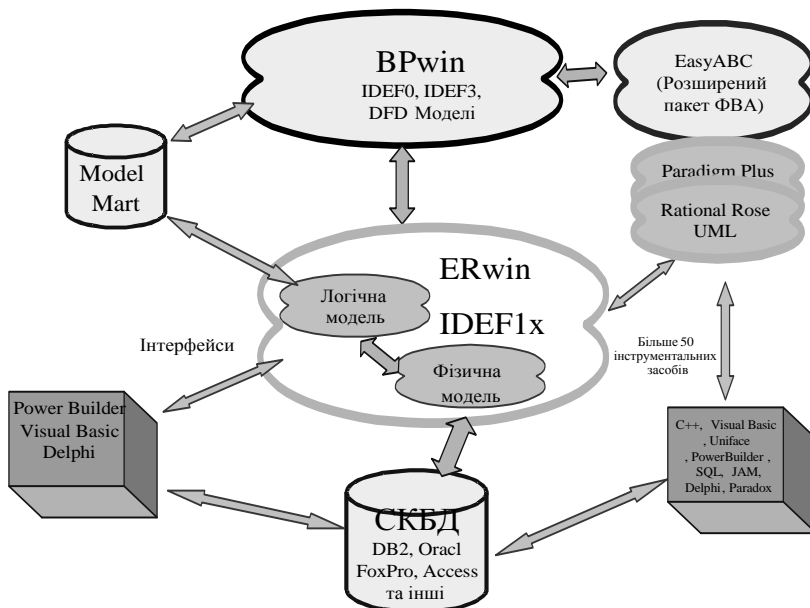 BPwin
IDEF0, IDEF3,
DFD Моделі
EasyABC
(Розширений
пакет ФВА)
Model
Mart
Paradigm Plus
Rational Rose
UML
ERwin
Логічна
модель
IDEF1x
Фізична
модель
Інтерфейси
Більше 50
інструментальних
засобів
Power Builder
Visual Basic
Delphi
C++, Visual Basic
, Uniface
, PowerBuilder ,
SQL, JAM,
Delphi, Paradox
СКБД
DB2, Oracl
FoxPro, Access
та інші